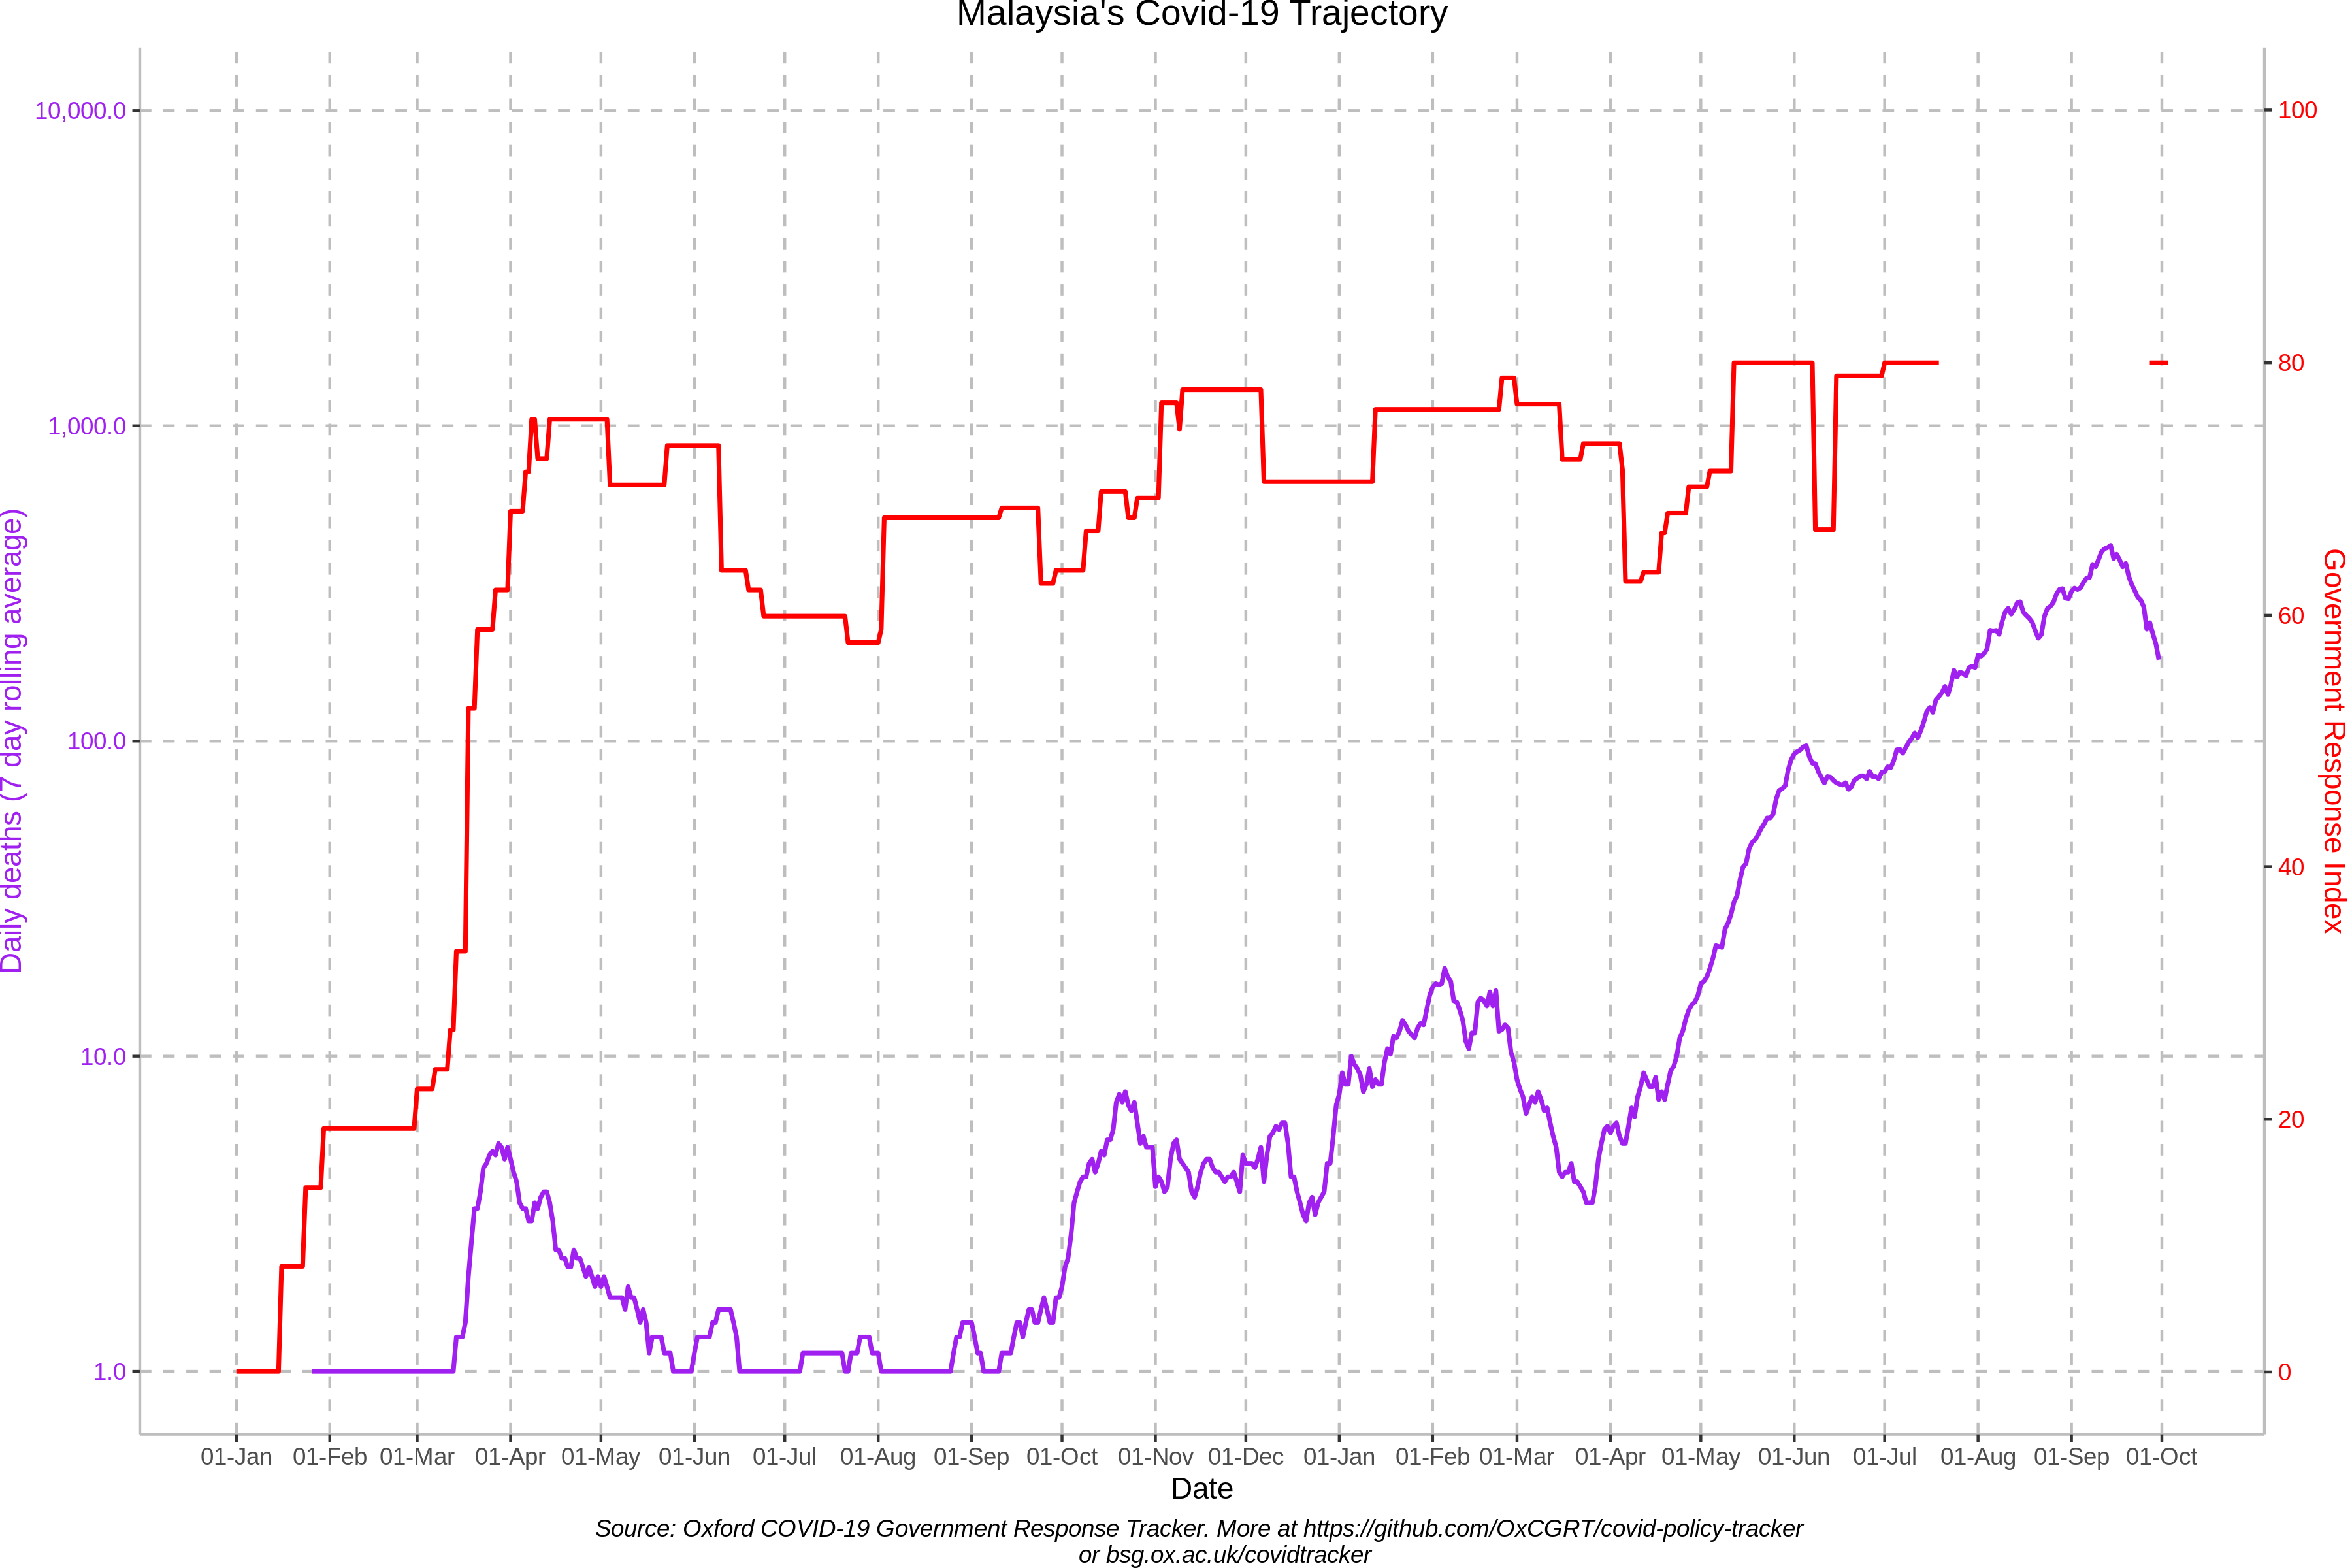 Malaysia's Covid-19 Trajectory
10,000.0
1,000.0
100.0
10.0
1.0
Daily deaths (7 day rolling average)
100
80
60
40
20
0
Government Response Index
01-Jan 01-Feb 01-Mar 01-Apr 01-May 01-Jun 01-Jul 01-Aug 01-Sep 01-Oct 01-Nov 01-Dec 01-Jan 01-Feb 01-Mar 01-Apr 01-May 01-Jun 01-Jul 01-Aug 01-Sep 01-Oct
Date
Source: Oxford COVID-19 Government Response Tracker. More at https://github.com/OxCGRT/covid-policy-tracker
or bsg.ox.ac.uk/covidtracker